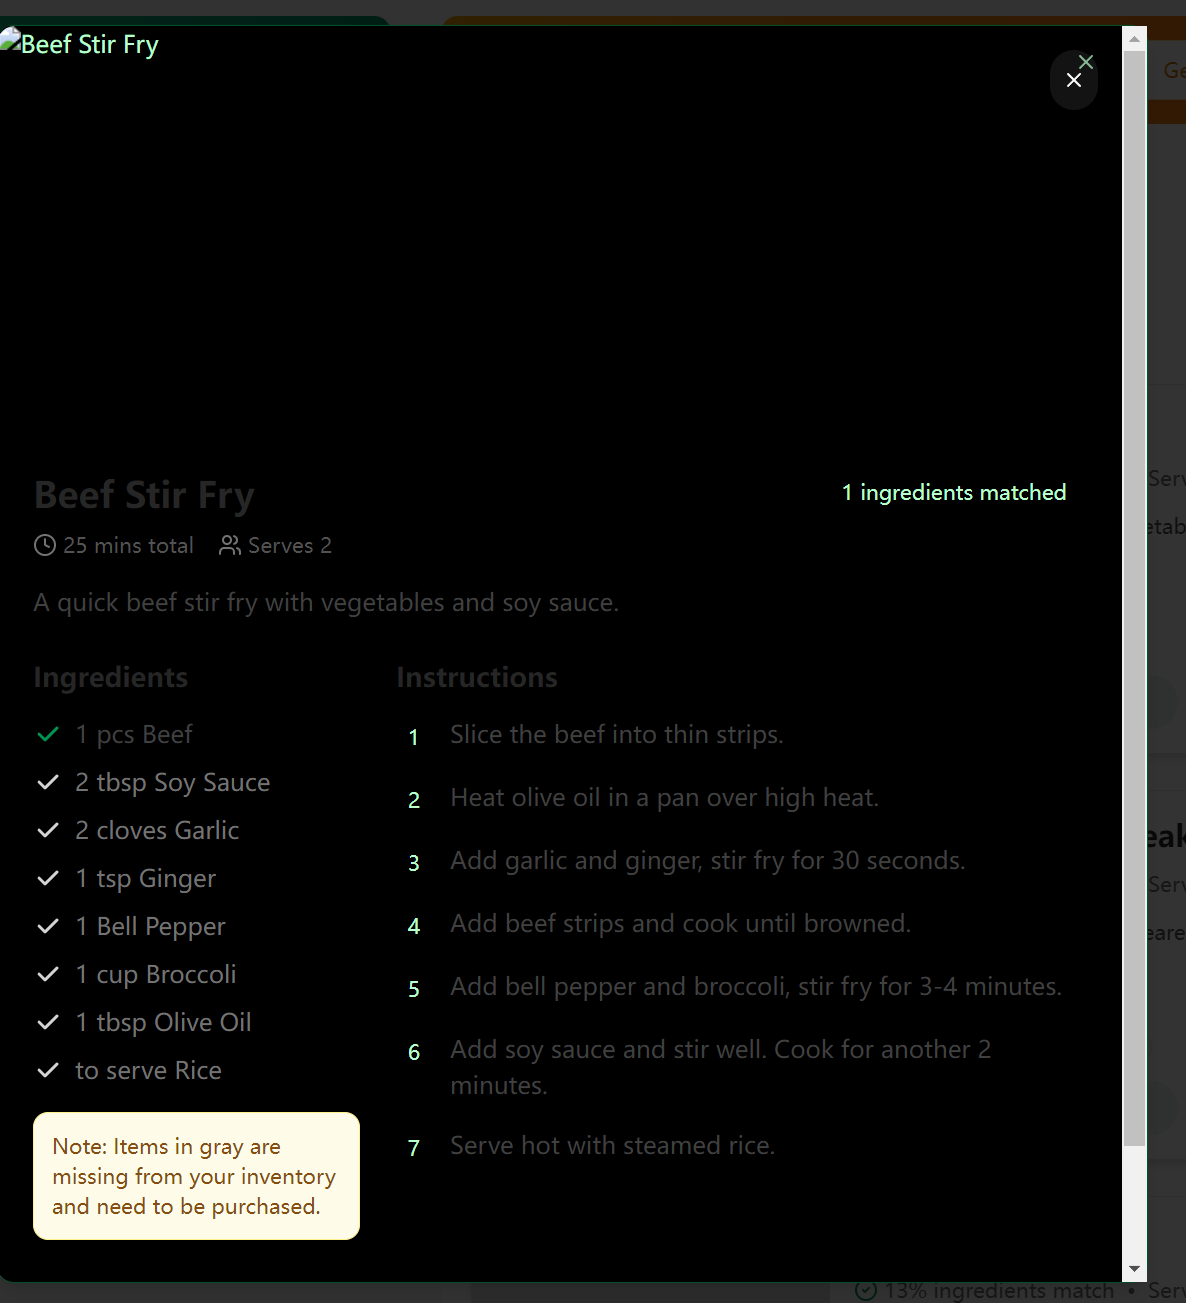 Beef Stir Fry
Ge
Beef Stir Fry
1 ingredients matched
25 mins total
Serves 2
Serv
etab
A quick beef stir fry with vegetables and soy sauce.
Ingredients
1 pcs Beef
2 tbsp Soy Sauce
2 cloves Garlic
1 tsp Ginger
1 Bell Pepper
1 cup Broccoli
1 tbsp Olive Oil
to serve Rice
Note: Items in gray are
missing from your inventory
and need to be purchased.
Instructions
1 Slice the beef into thin strips.
2 Heat olive oil in a pan over high heat.
3 Add garlic and ginger, stir fry for 30 seconds.
4 Add beef strips and cook until browned.
5 Add bell pepper and broccoli, stir fry for 3-4 minutes.
6 Add soy sauce and stir well. Cook for another 2
minutes.
7 Serve hot with steamed rice.
eak
Serv
eare
13% ingredients match • Serv